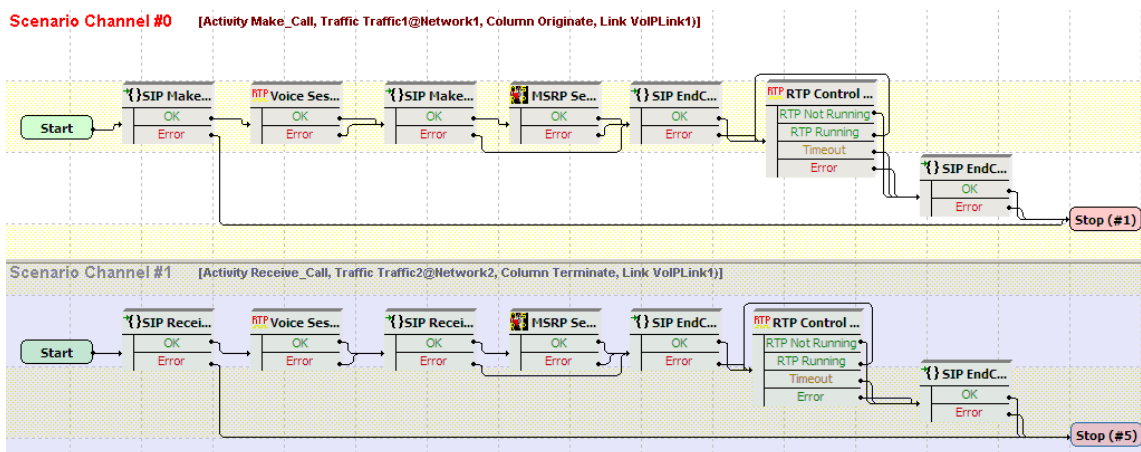 Scenario Channel #0 [Activity Make_Call, Traffic Traffic1@Network1, Column Originate, Link VoIPLink1)]
{}SIP Make...
OK
Error
RTP Voice Ses...
OK
Error
{}SIP Make...
OK
Error
MSRP Se...
OK
Error
{} SIP EndC...
OK
Error
RTP RTP Control ...
RTP Not Running
RTP Running
Timeout
Error
Start
{} SIP EndC...
OK
Error
Stop (#1)
Scenario Channel #1 [Activity Receive_Call, Traffic Traffic2@Network2, Column Terminate, Link VoIPLink1)]
{}SIP Recei...
OK
Error
RTP Voice Ses...
OK
Error
{}SIP Recei...
OK
Error
MSRP Se...
OK
Error
{} SIP EndC...
OK
Error
RTP RTP Control ...
RTP Not Running
RTP Running
Timeout
Error
Start
{} SIP EndC...
OK
Error
Stop (#5)